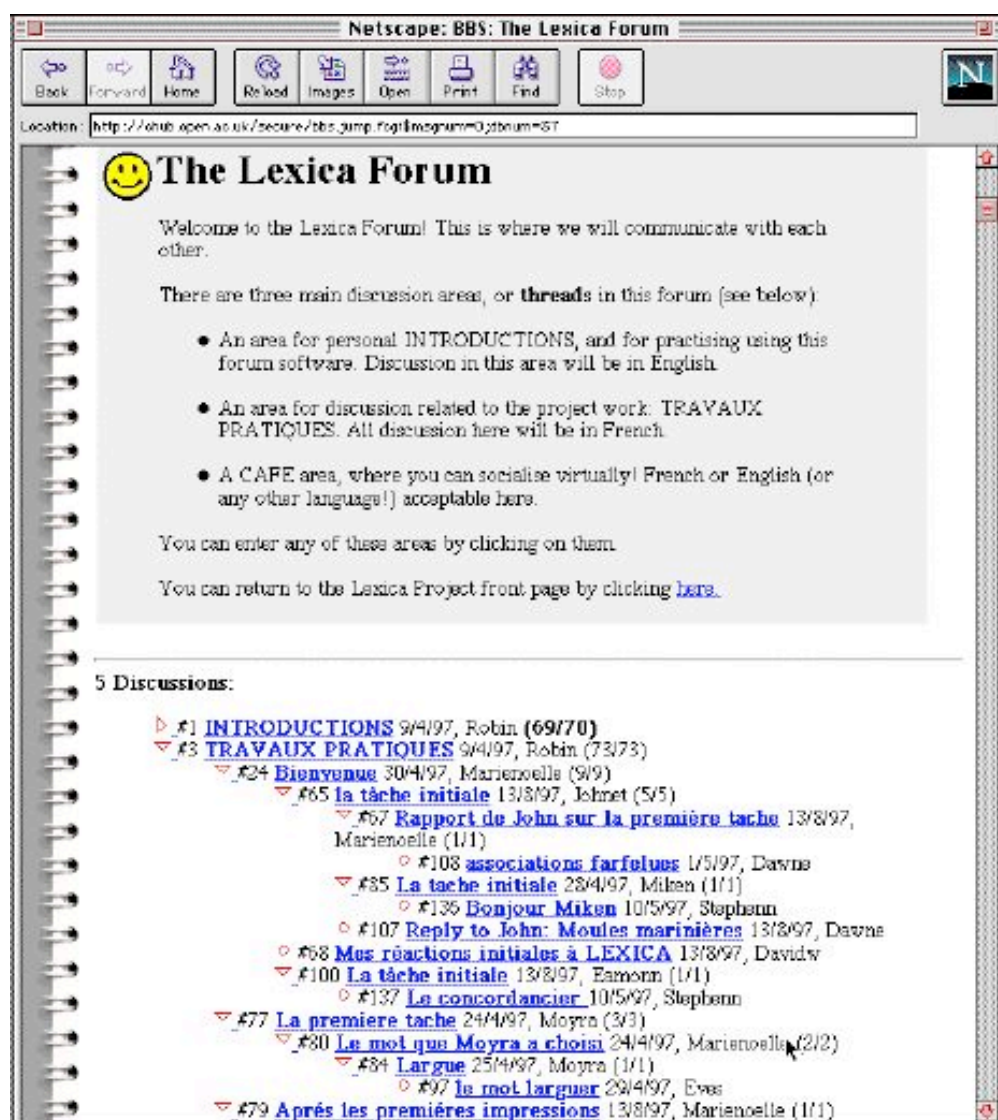 Netscape: BBS: The Lexica Forum
Back Forward Home Reload Images Open Print Find Stop
N
Location: http://ohub.open.ac.uk/secure/bbs.jump.fcgi$msgnum=0;dbnum=57
The Lexica Forum
Welcome to the Lexica Forum! This is where we will communicate with each
other.
There are three main discussion areas, or threads in this forum (see below):
● An area for personal INTRODUCTIONS, and for practising using this
forum software. Discussion in this area will be in English.
● An area for discussion related to the project work: TRAVAUX
PRATIQUES. All discussion here will be in French.
● A CAFE area, where you can socialise virtually! French or English (or
any other language!) acceptable here.
You can enter any of these areas by clicking on them.
You can return to the Lexica Project front page by clicking here.
5 Discussions:
#1 INTRODUCTIONS 9/4/97, Robin (69/70)
#3 TRAVAUX PRATIQUES 9/4/97, Robin (73/73)
#24 Bienvenue 30/4/97, Marienoelle (9/9)
#65 la tâche initiale 13/8/97, Johnet (5/5)
#67 Rapport de John sur la première tache 13/8/97,
Marienoelle (1/1)
#108 associations farfelues 1/5/97, Dawne
#85 La tache initiale 28/4/97, Miken (1/1)
#136 Bonjour Miken 10/5/97, Stephenn
#107 Reply to John: Moules marinières 13/8/97, Dawne
#68 Mes réactions initiales à LEXICA 13/8/97, Davidw
#100 La tâche initiale 13/8/97, Eamonn (1/1)
#137 Le concordancier 10/5/97, Stephenn
#77 La premiere tache 24/4/97, Moyra (3/3)
#80 Le mot que Moyra a choisi 24/4/97, Marienoelle (2/2)
#84 Largue 25/4/97, Moyra (1/1)
#97 le mot larguer 29/4/97, Eves
#79 Aprés les premiéres impressions 13/8/97, Marienoelle (1/1)